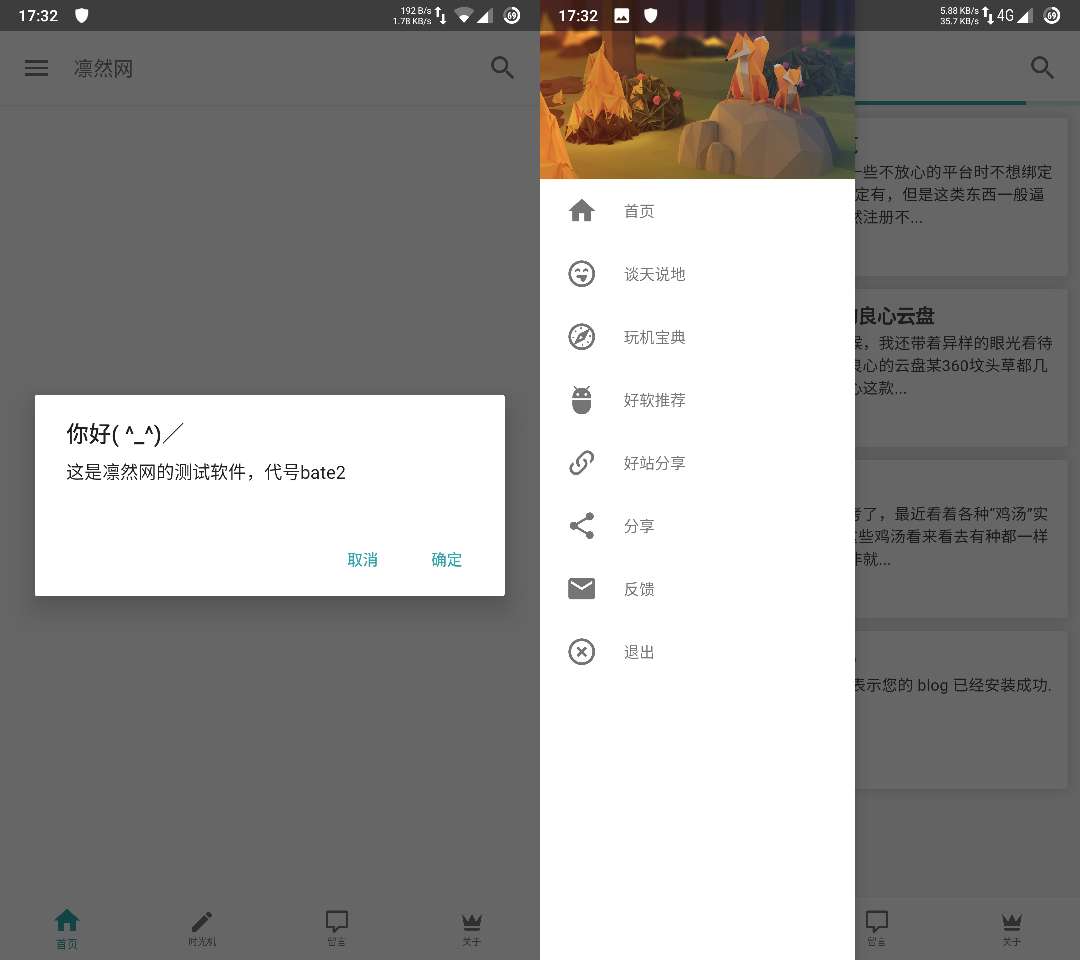 17:32
192 B/s
1.78 KB/s
69
凛然网
你好( ^_^)／
这是凛然网的测试软件，代号bate2
取消
确定
首页
时光机
留言
关于
17:32
5.88 KB/s
35.7 KB/s
4G
69
首页
谈天说地
玩机宝典
好软推荐
好站分享
分享
反馈
退出
一些不放心的平台时不想绑定
定有，但是这类东西一般逼
然注册不...
良心云盘
候，我还带着异样的眼光看待
良心的云盘某360坟头草都几
心这款...
考了，最近看着各种“鸡汤”实
些鸡汤看来看去有种都一样
非就...
表示您的 blog 已经安装成功.
留言
关于